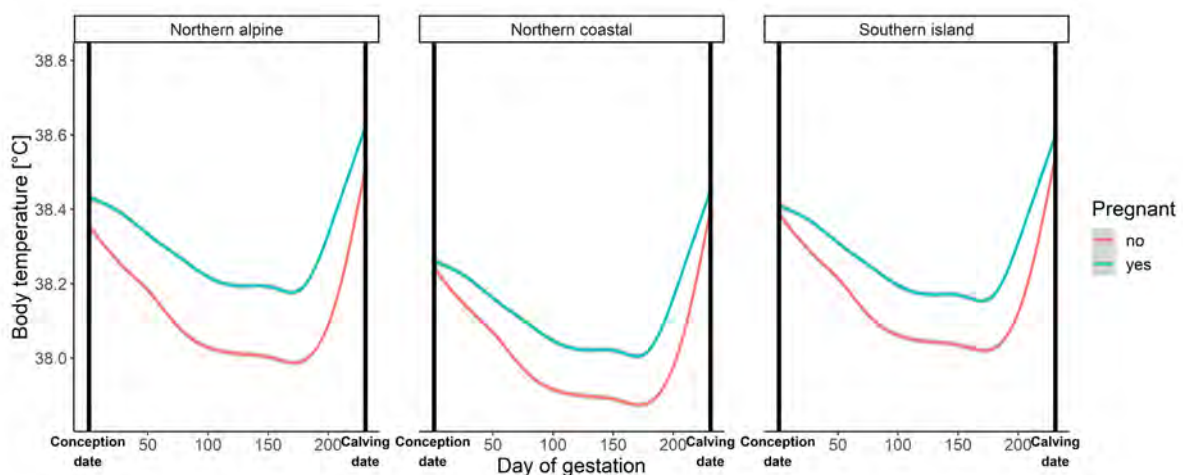 Northern alpine
Northern coastal
Southern island
Body temperature [°C]
38.8
38.6
38.4
38.2
38.0
Pregnant
no
yes
Conception date
50
100
150
200
Calving date
Conception date
50
100
150
200
Calving date
Conception date
50
100
150
200
Calving date
Day of gestation